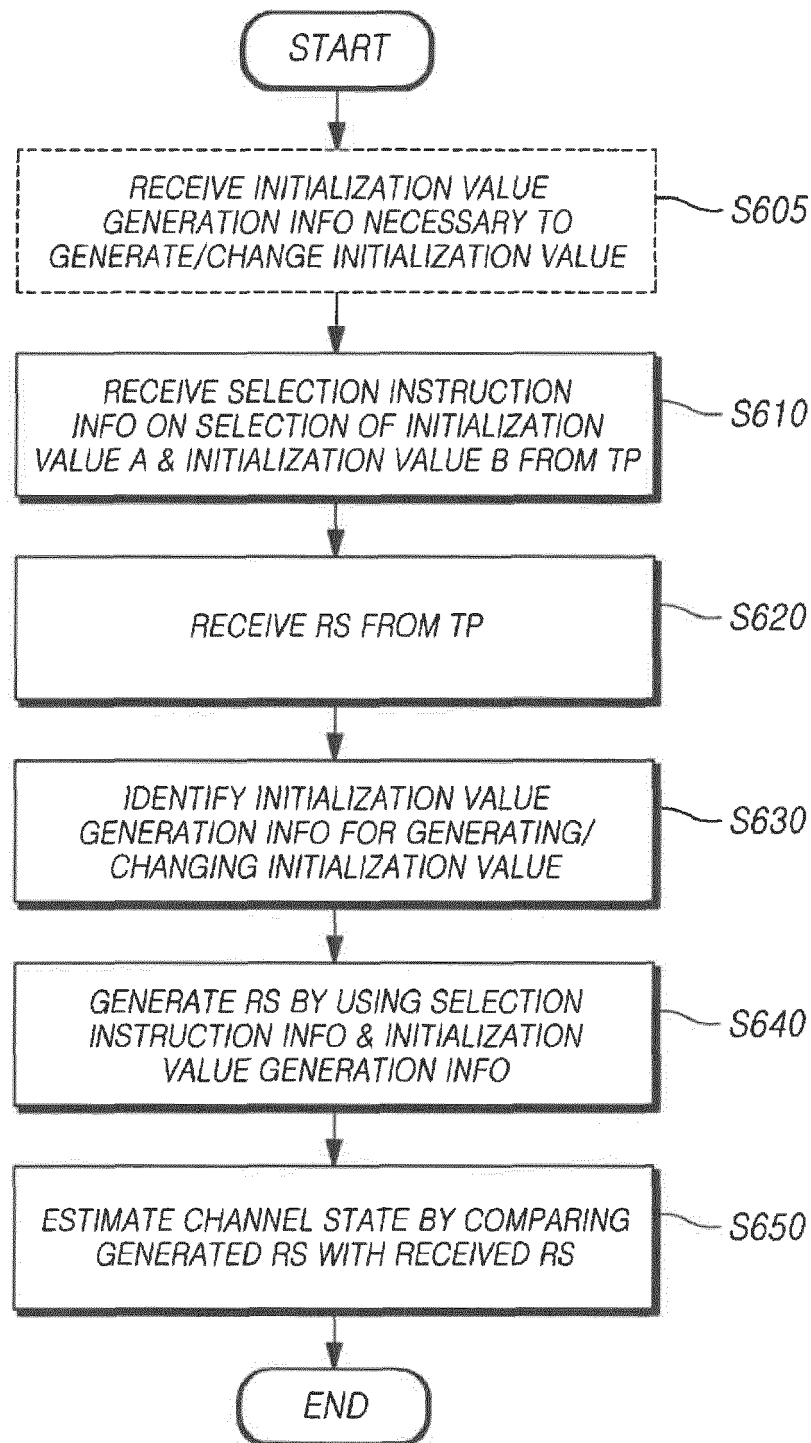 START
RECEIVE INITIALIZATION VALUE
GENERATION INFO NECESSARY TO
GENERATE/CHANGE INITIALIZATION VALUE
S605
RECEIVE SELECTION INSTRUCTION
INFO ON SELECTION OF INITIALIZATION
VALUE A & INITIALIZATION VALUE B FROM TP
S610
RECEIVE RS FROM TP
S620
IDENTIFY INITIALIZATION VALUE
GENERATION INFO FOR GENERATING/
CHANGING INITIALIZATION VALUE
S630
GENERATE RS BY USING SELECTION
INSTRUCTION INFO & INITIALIZATION
VALUE GENERATION INFO
S640
ESTIMATE CHANNEL STATE BY COMPARING
GENERATED RS WITH RECEIVED RS
S650
END